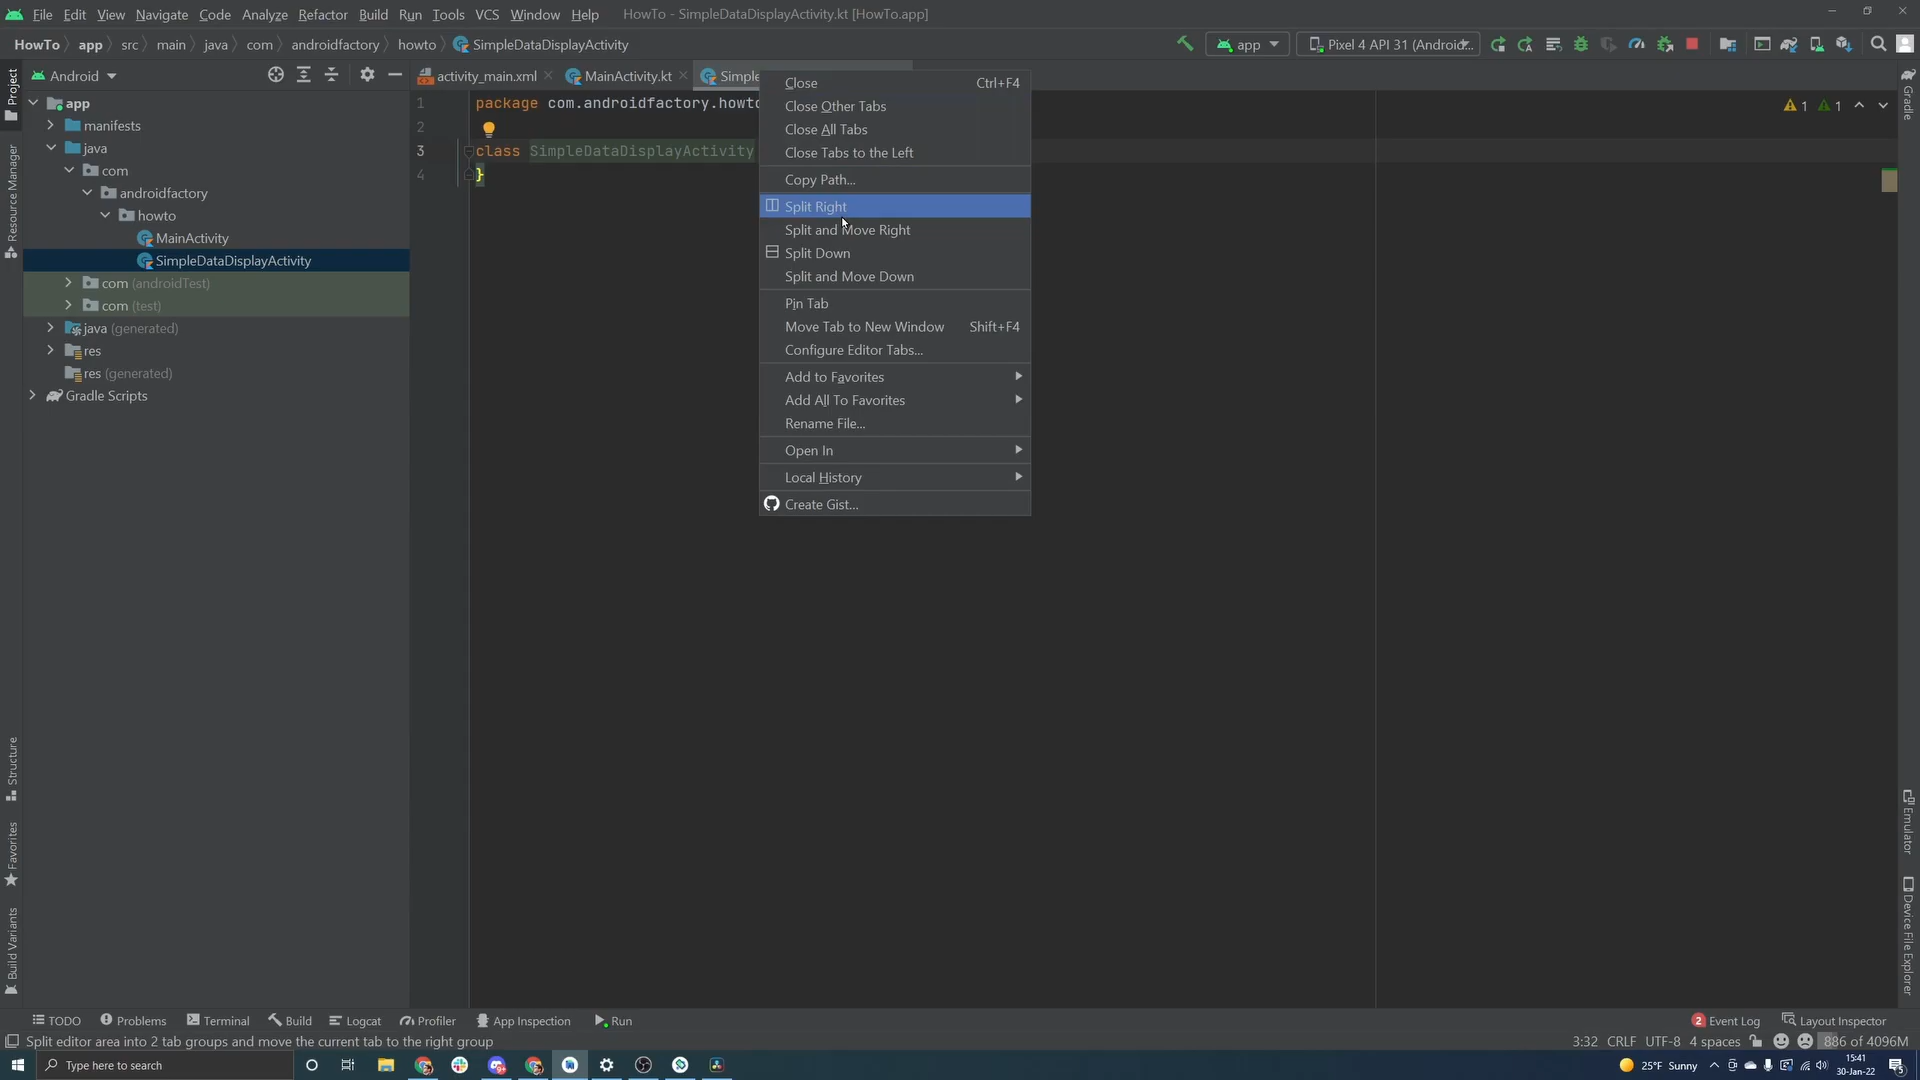 File Edit View Navigate Code Analyze Refactor Build Run Tools VCS Window Help HowTo - SimpleDataDisplayActivity.kt [HowTo.app]
HowTo app src main java com androidfactory howto SimpleDataDisplayActivity app Pixel 4 API 31 (Android..
Android activity_main.xml MainActivity.kt Simple
Project
Resource Manager
Structure
Favorites
Build Variants
app
manifests
java
com
androidfactory
howto
MainActivity
SimpleDataDisplayActivity
com (androidTest)
com (test)
java (generated)
res
res (generated)
Gradle Scripts
1 package com.androidfactory.howto
2
3 class SimpleDataDisplayActivity
4 }
1 1
Close Ctrl+F4
Close Other Tabs
Close All Tabs
Close Tabs to the Left
Copy Path...
Split Right
Split and Move Right
Split Down
Split and Move Down
Pin Tab
Move Tab to New Window Shift+F4
Configure Editor Tabs...
Add to Favorites
Add All To Favorites
Rename File...
Open In
Local History
Create Gist...
Gradle
Emulator
Device File Explorer
TODO Problems Terminal Build Logcat Profiler App Inspection Run 2 Event Log Layout Inspector
Split editor area into 2 tab groups and move the current tab to the right group 3:32 CRLF UTF-8 4 spaces 886 of 4096M
Type here to search 25°F Sunny 15:41
30-Jan-22 5